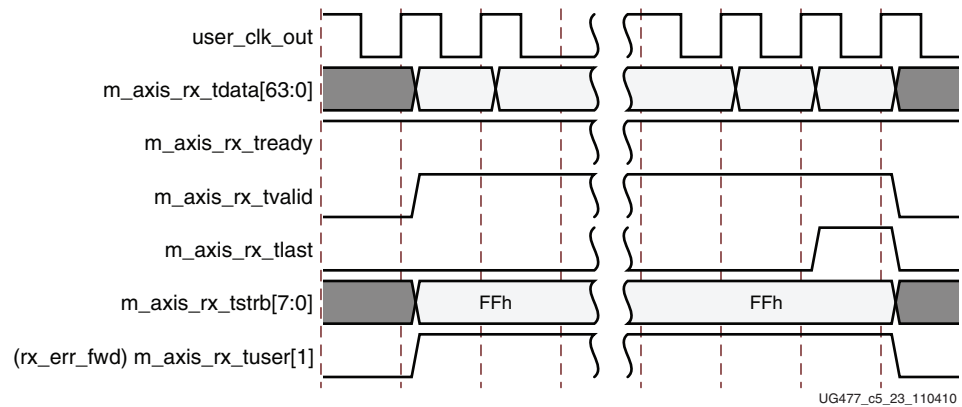 user_clk_out
m_axis_rx_tdata[63:0]
m_axis_rx_tready
m_axis_rx_tvalid
m_axis_rx_tlast
m_axis_rx_tstrb[7:0] FFh FFh
(rx_err_fwd) m_axis_rx_tuser[1]
UG477_c5_23_110410